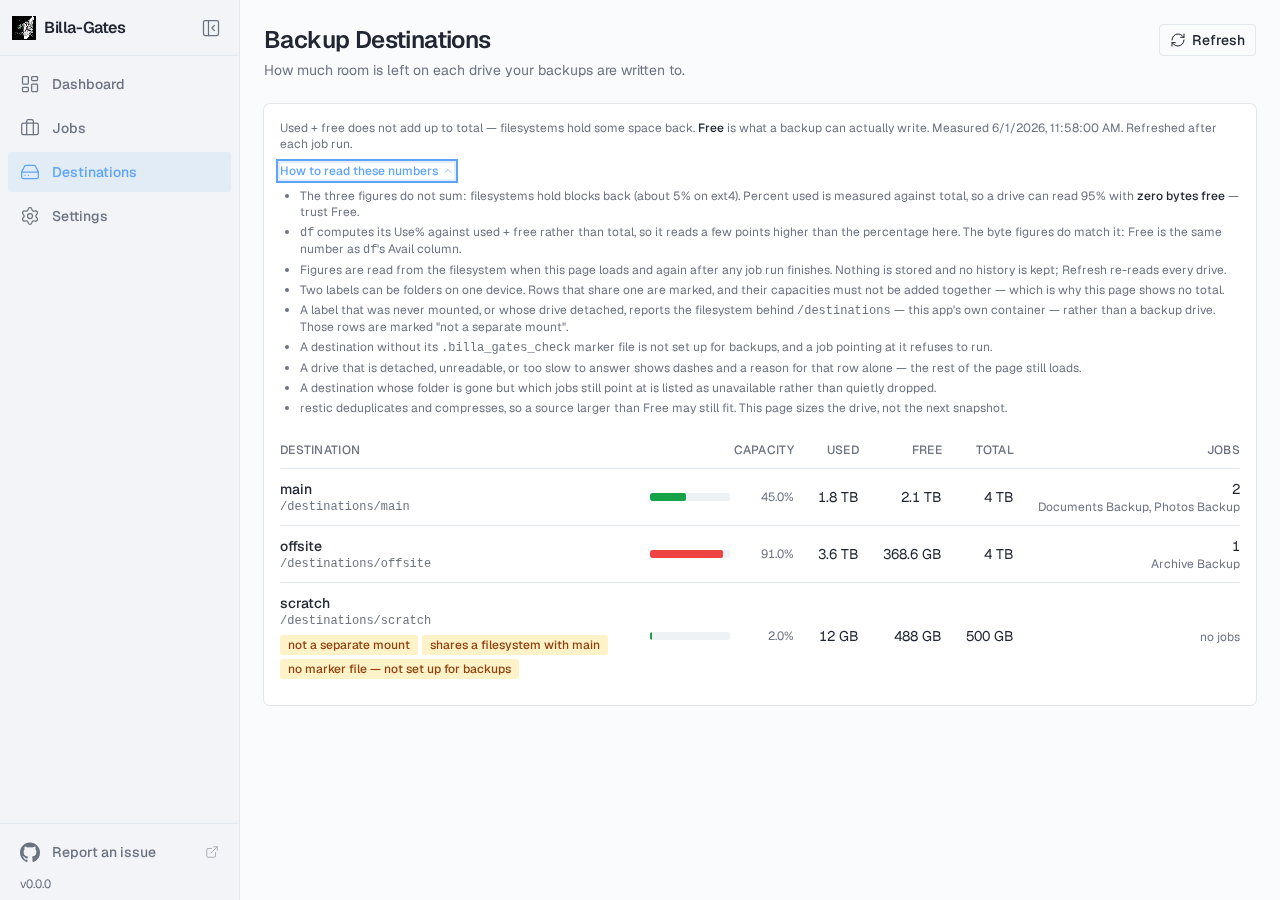 Billa-Gates
Dashboard
Jobs
Destinations
Settings
Report an issue
v0.0.0
Backup Destinations
Refresh
How much room is left on each drive your backups are written to.
Used + free does not add up to total — filesystems hold some space back. Free is what a backup can actually write. Measured 6/1/2026, 11:58:00 AM. Refreshed after
each job run.
How to read these numbers
• The three figures do not sum: filesystems hold blocks back (about 5% on ext4). Percent used is measured against total, so a drive can read 95% with zero bytes free —
trust Free.
• df computes its Use% against used + free rather than total, so it reads a few points higher than the percentage here. The byte figures do match it: Free is the same
number as df's Avail column.
• Figures are read from the filesystem when this page loads and again after any job run finishes. Nothing is stored and no history is kept; Refresh re-reads every drive.
• Two labels can be folders on one device. Rows that share one are marked, and their capacities must not be added together — which is why this page shows no total.
• A label that was never mounted, or whose drive detached, reports the filesystem behind /destinations — this app's own container — rather than a backup drive.
Those rows are marked "not a separate mount".
• A destination without its .billa_gates_check marker file is not set up for backups, and a job pointing at it refuses to run.
• A drive that is detached, unreadable, or too slow to answer shows dashes and a reason for that row alone — the rest of the page still loads.
• A destination whose folder is gone but which jobs still point at is listed as unavailable rather than quietly dropped.
• restic deduplicates and compresses, so a source larger than Free may still fit. This page sizes the drive, not the next snapshot.
DESTINATION CAPACITY USED FREE TOTAL JOBS
main
/destinations/main
45.0% 1.8 TB 2.1 TB 4 TB
2
Documents Backup, Photos Backup
offsite
/destinations/offsite
91.0% 3.6 TB 368.6 GB 4 TB
1
Archive Backup
scratch
/destinations/scratch
not a separate mount shares a filesystem with main
no marker file — not set up for backups
2.0% 12 GB 488 GB 500 GB
no jobs